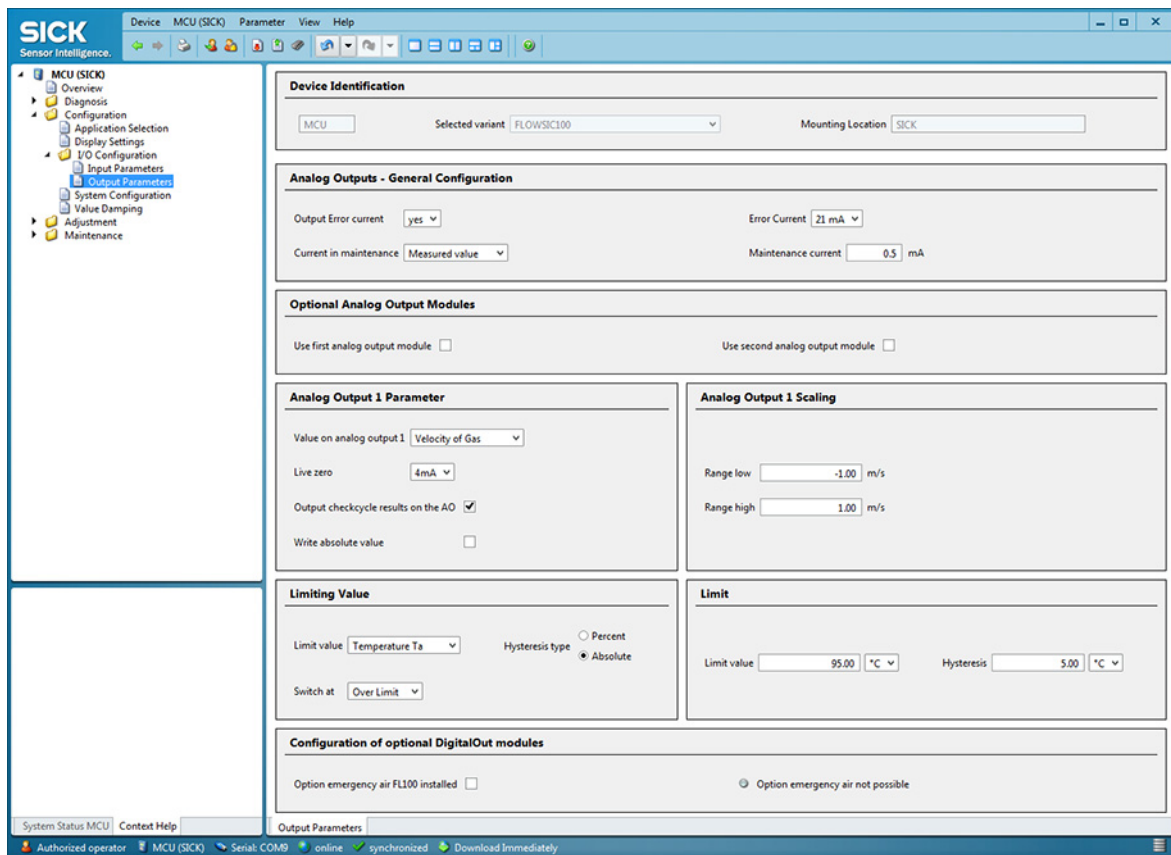 SICK
Sensor Intelligence.
Device MCU (SICK) Parameter View Help
MCU (SICK)
Overview
Diagnosis
Configuration
Application Selection
Display Settings
I/O Configuration
Input Parameters
Output Parameters
System Configuration
Value Damping
Adjustment
Maintenance
Device Identification
MCU Selected variant FLOWSIC100 Mounting Location SICK
Analog Outputs - General Configuration
Output Error current yes Error Current 21 mA
Current in maintenance Measured value Maintenance current 0.5 mA
Optional Analog Output Modules
Use first analog output module Use second analog output module
Analog Output 1 Parameter
Value on analog output 1 Velocity of Gas
Live zero 4mA
Output checkcycle results on the AO
Write absolute value
Analog Output 1 Scaling
Range low -1.00 m/s
Range high 1.00 m/s
Limiting Value
Limit value Temperature Ta Hysteresis type Percent
Absolute
Switch at Over Limit
Limit
Limit value 95.00 °C Hysteresis 5.00 °C
Configuration of optional DigitalOut modules
Option emergency air FL100 installed Option emergency air not possible
System Status MCU Context Help
Output Parameters
Authorized operator MCU (SICK) Serial: COM9 online synchronized Download Immediately